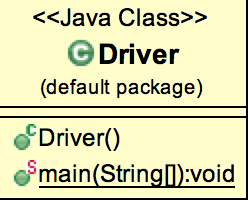 <<Java Class>>
C Driver
(default package)
C Driver()
S main(String[]):void